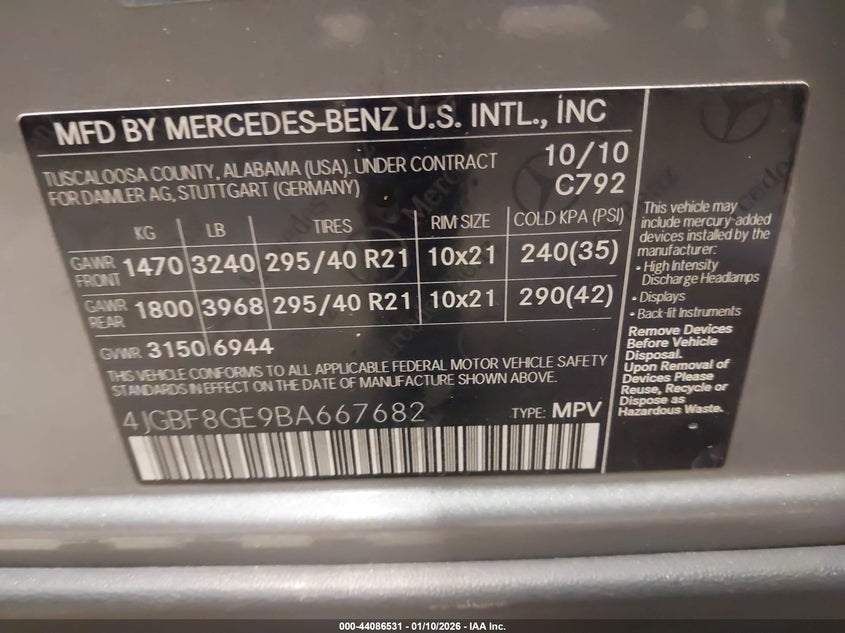 MFD BY MERCEDES-BENZ U.S. INTL., INC
TUSCALOOSA COUNTY, ALABAMA (USA). UNDER CONTRACT
FOR DAIMLER AG, STUTTGART (GERMANY)
10/10
C792
KG LB TIRES RIM SIZE COLD KPA (PSI)
GAWR FRONT 1470 3240 295/40 R21 10x21 240(35)
GAWR REAR 1800 3968 295/40 R21 10x21 290(42)
GVWR 3150 6944
THIS VEHICLE CONFORMS TO ALL APPLICABLE FEDERAL MOTOR VEHICLE SAFETY
STANDARDS IN EFFECT ON THE DATE OF MANUFACTURE SHOWN ABOVE.
4JGBF8GE9BA667682 TYPE: MPV
This vehicle may
include mercury-added
devices installed by the
manufacturer:
• High Intensity
Discharge Headlamps
• Displays
• Back-lit Instruments
Remove Devices
Before Vehicle
Disposal.
Upon Removal of
Devices Please
Reuse, Recycle or
Dispose as
Hazardous Waste.
000-44086531 - 01/10/2026 - IAA Inc.